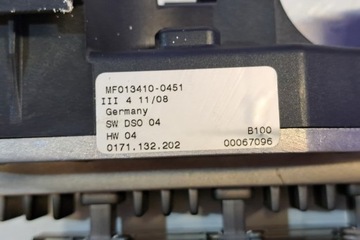 MF013410-0451
III 4 11/08
Germany
SW DSO 04
HW 04 B100
0171.132.202 00067096